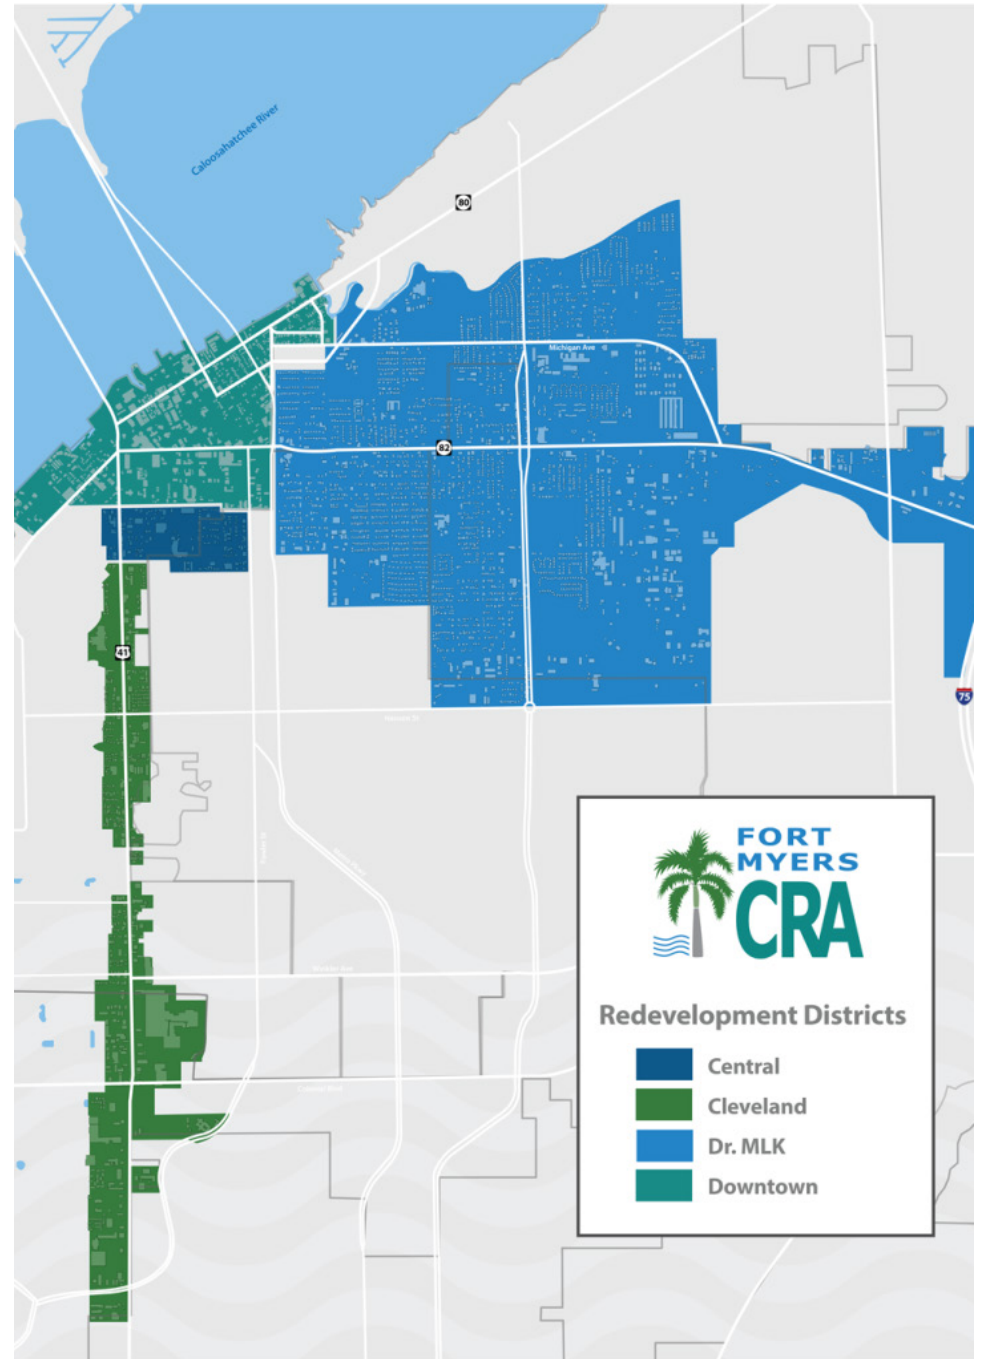 Caloosahatchee River
80
Michigan Ave
82
41
75
FORT
MYERS
CRA
Redevelopment Districts
Central
Cleveland
Dr. MLK
Downtown